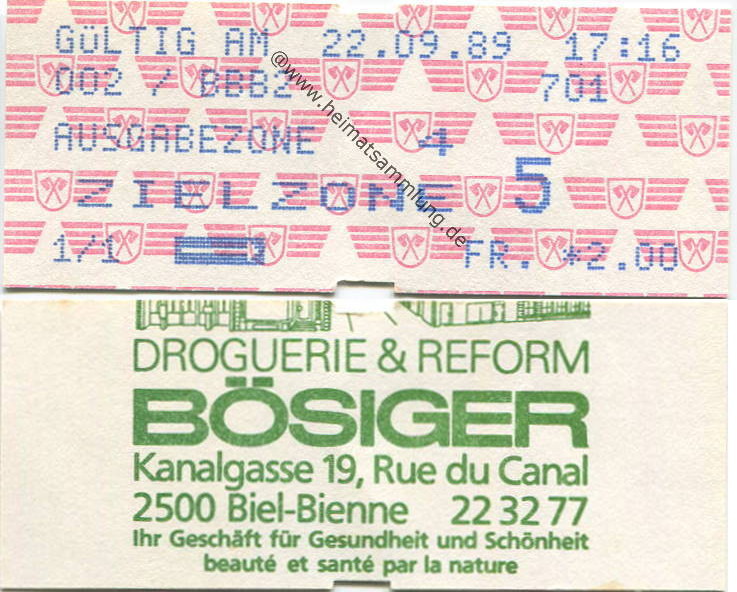 GÜLTIG AM 22.09.89 17:16
002 / BBB2 701
AUSGABEZONE 4
ZIELZONE 5
1/1 FR. *2.00
@www.heimatsammlung.de
DROGUERIE & REFORM
BÖSIGER
Kanalgasse 19, Rue du Canal
2500 Biel-Bienne 22 32 77
Ihr Geschäft für Gesundheit und Schönheit
beauté et santé par la nature